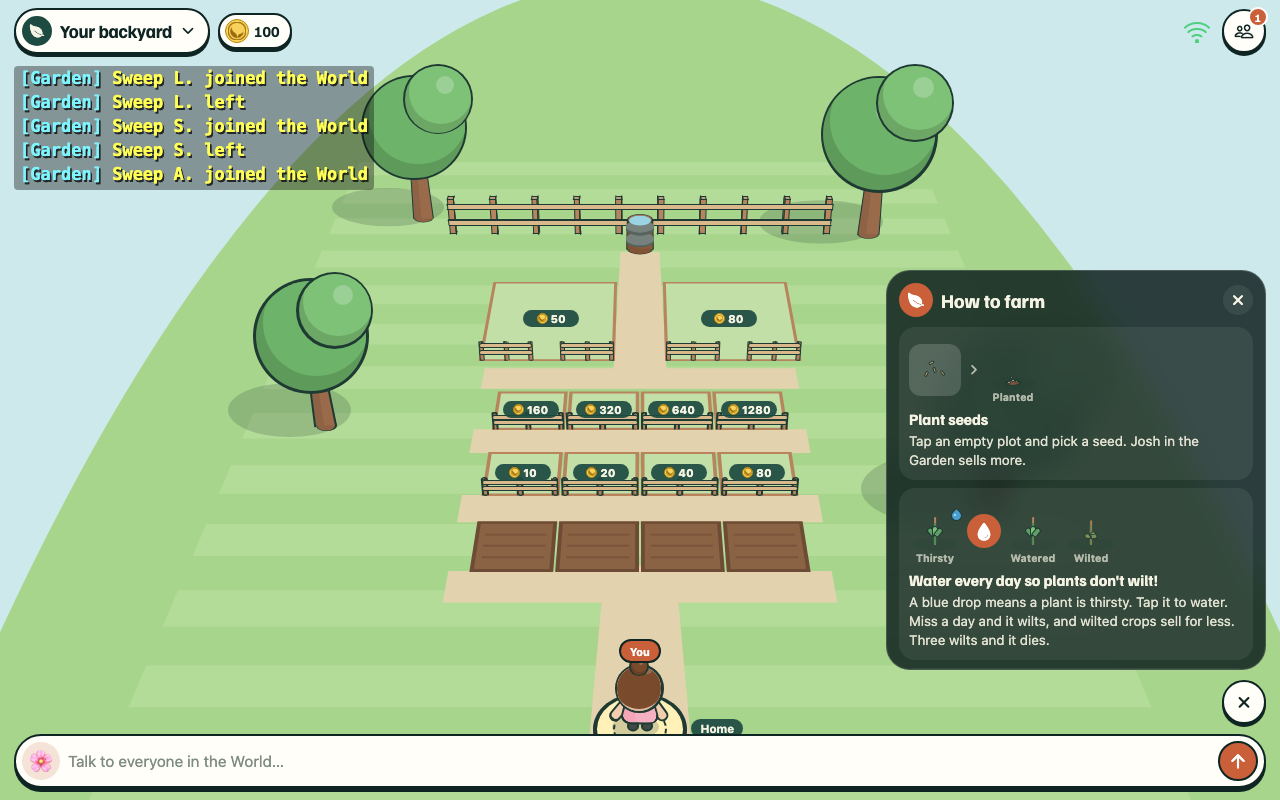 Your backyard
100
1
[Garden] Sweep L. joined the World
[Garden] Sweep L. left
[Garden] Sweep S. joined the World
[Garden] Sweep S. left
[Garden] Sweep A. joined the World
50
80
160
320
640
1280
10
20
40
80
How to farm
Planted
Plant seeds
Tap an empty plot and pick a seed. Josh in the
Garden sells more.
Thirsty
Watered
Wilted
Water every day so plants don't wilt!
A blue drop means a plant is thirsty. Tap it to water.
Miss a day and it wilts, and wilted crops sell for less.
Three wilts and it dies.
You
Home
Talk to everyone in the World...